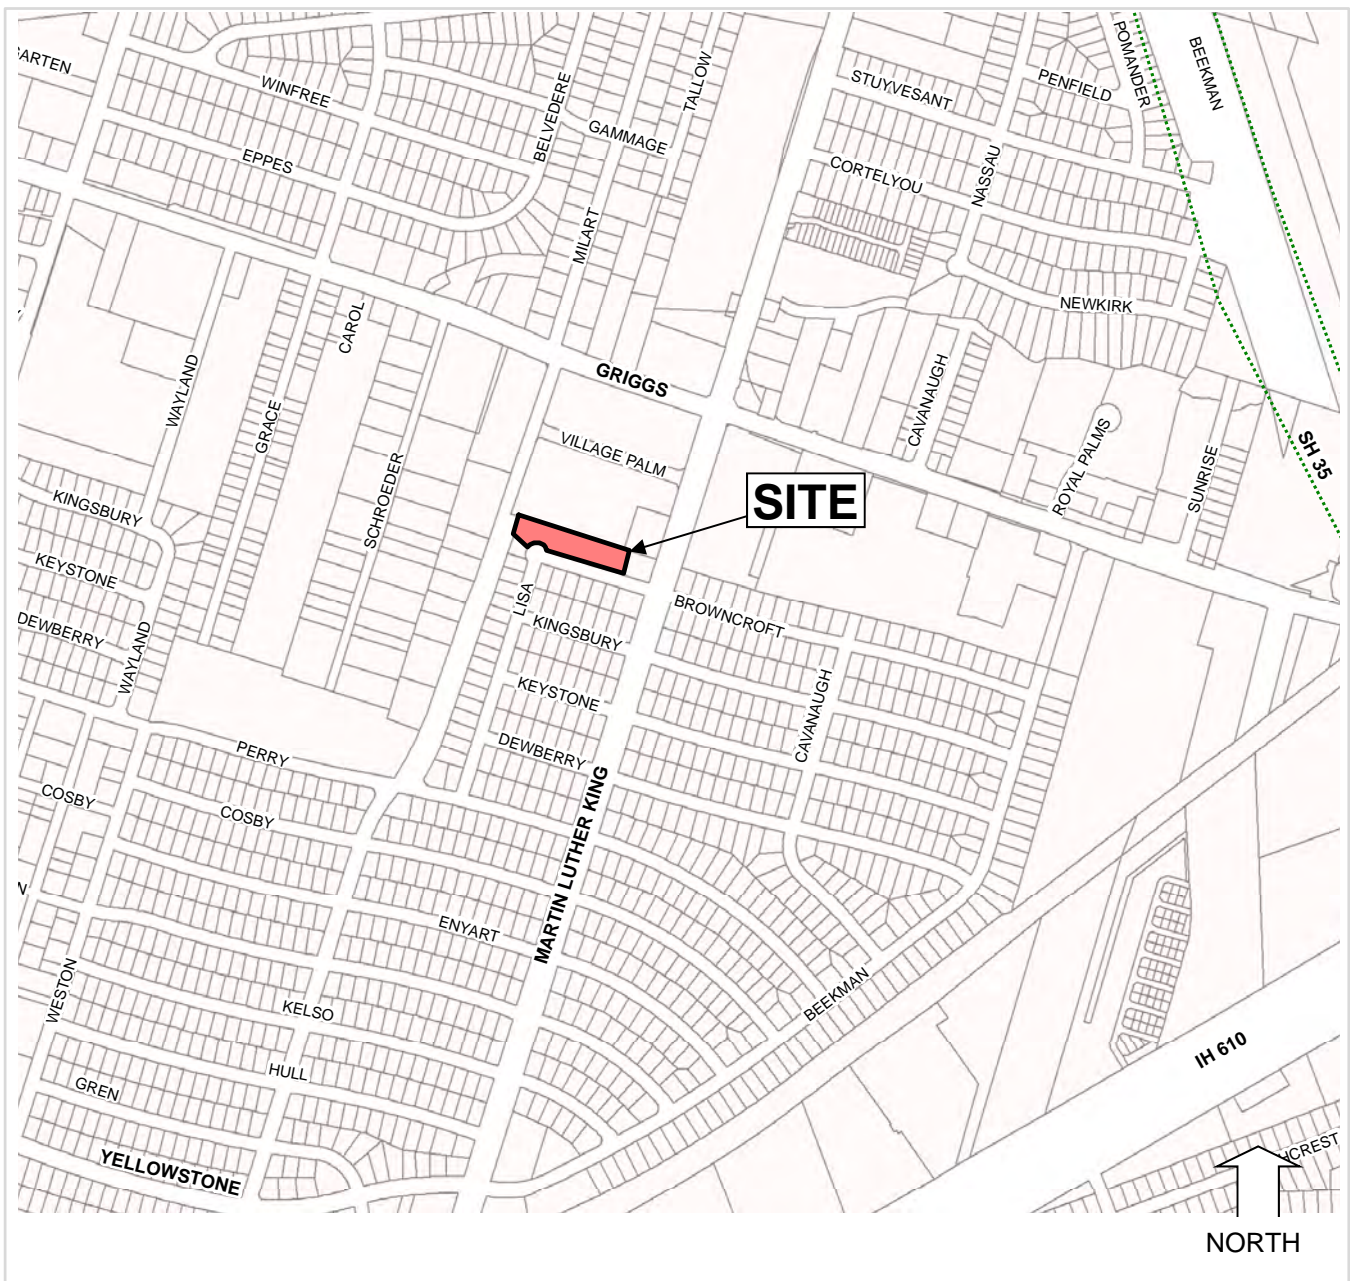 POMANDER
BEEKMAN
TALLOW
WINFREE
BELVEDERE
STUYVESANT
PENFIELD
GAMMAGE
EPPES
CORTELYOU
NASSAU
MILART
NEWKIRK
CAROL
WAYLAND
GRIGGS
CAVANAUGH
GRACE
VILLAGE PALM
ROYAL PALMS
SH 35
SUNRISE
SCHROEDER
SITE
KINGSBURY
KEYSTONE
LISA
BROWNCROFT
DEWBERRY
KINGSBURY
WAYLAND
KEYSTONE
CAVANAUGH
PERRY
DEWBERRY
COSBY
COSBY
MARTIN LUTHER KING
ENYART
WESTON
BEEKMAN
KELSO
IH 610
HULL
GREN
HCREST
YELLOWSTONE
NORTH